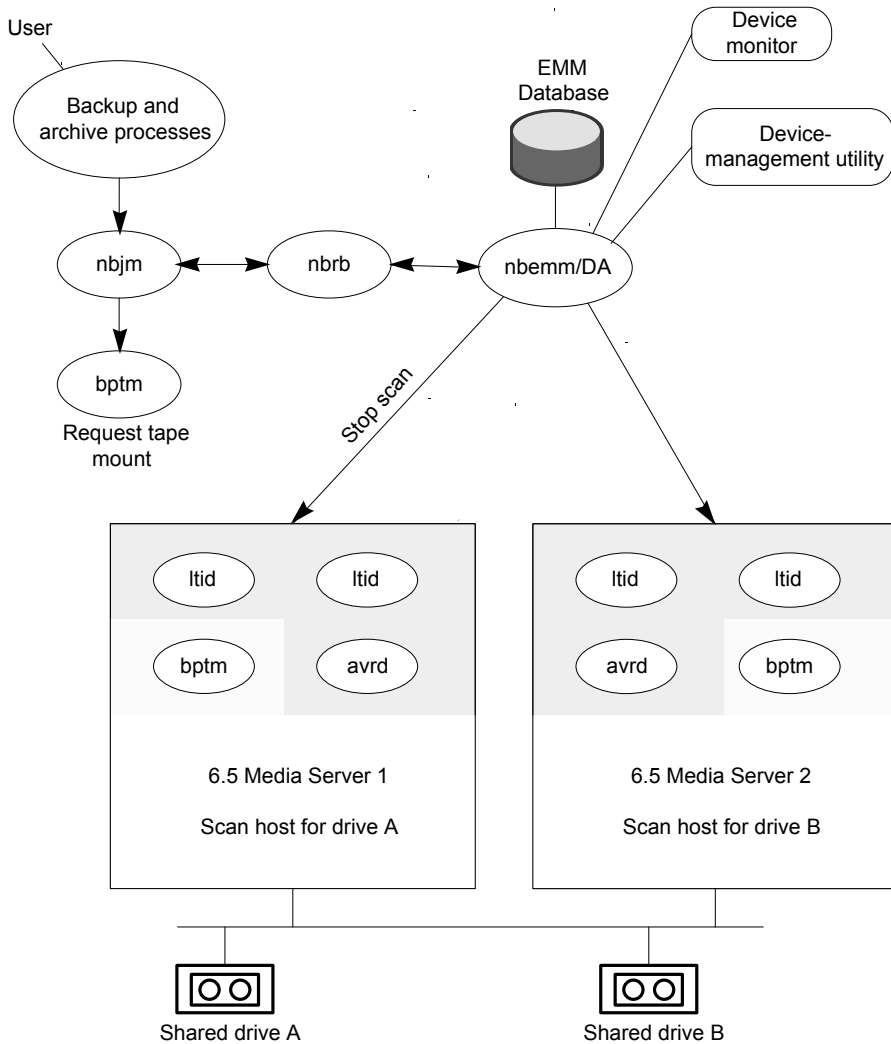 User
Backup and
archive processes
EMM
Database
Device
monitor
Device-
management utility
nbjm
nbrb
nbemm/DA
bptm
Request tape
mount
Stop scan
ltid
ltid
bptm
avrd
6.5 Media Server 1
Scan host for drive A
ltid
ltid
avrd
bptm
6.5 Media Server 2
Scan host for drive B
Shared drive A
Shared drive B